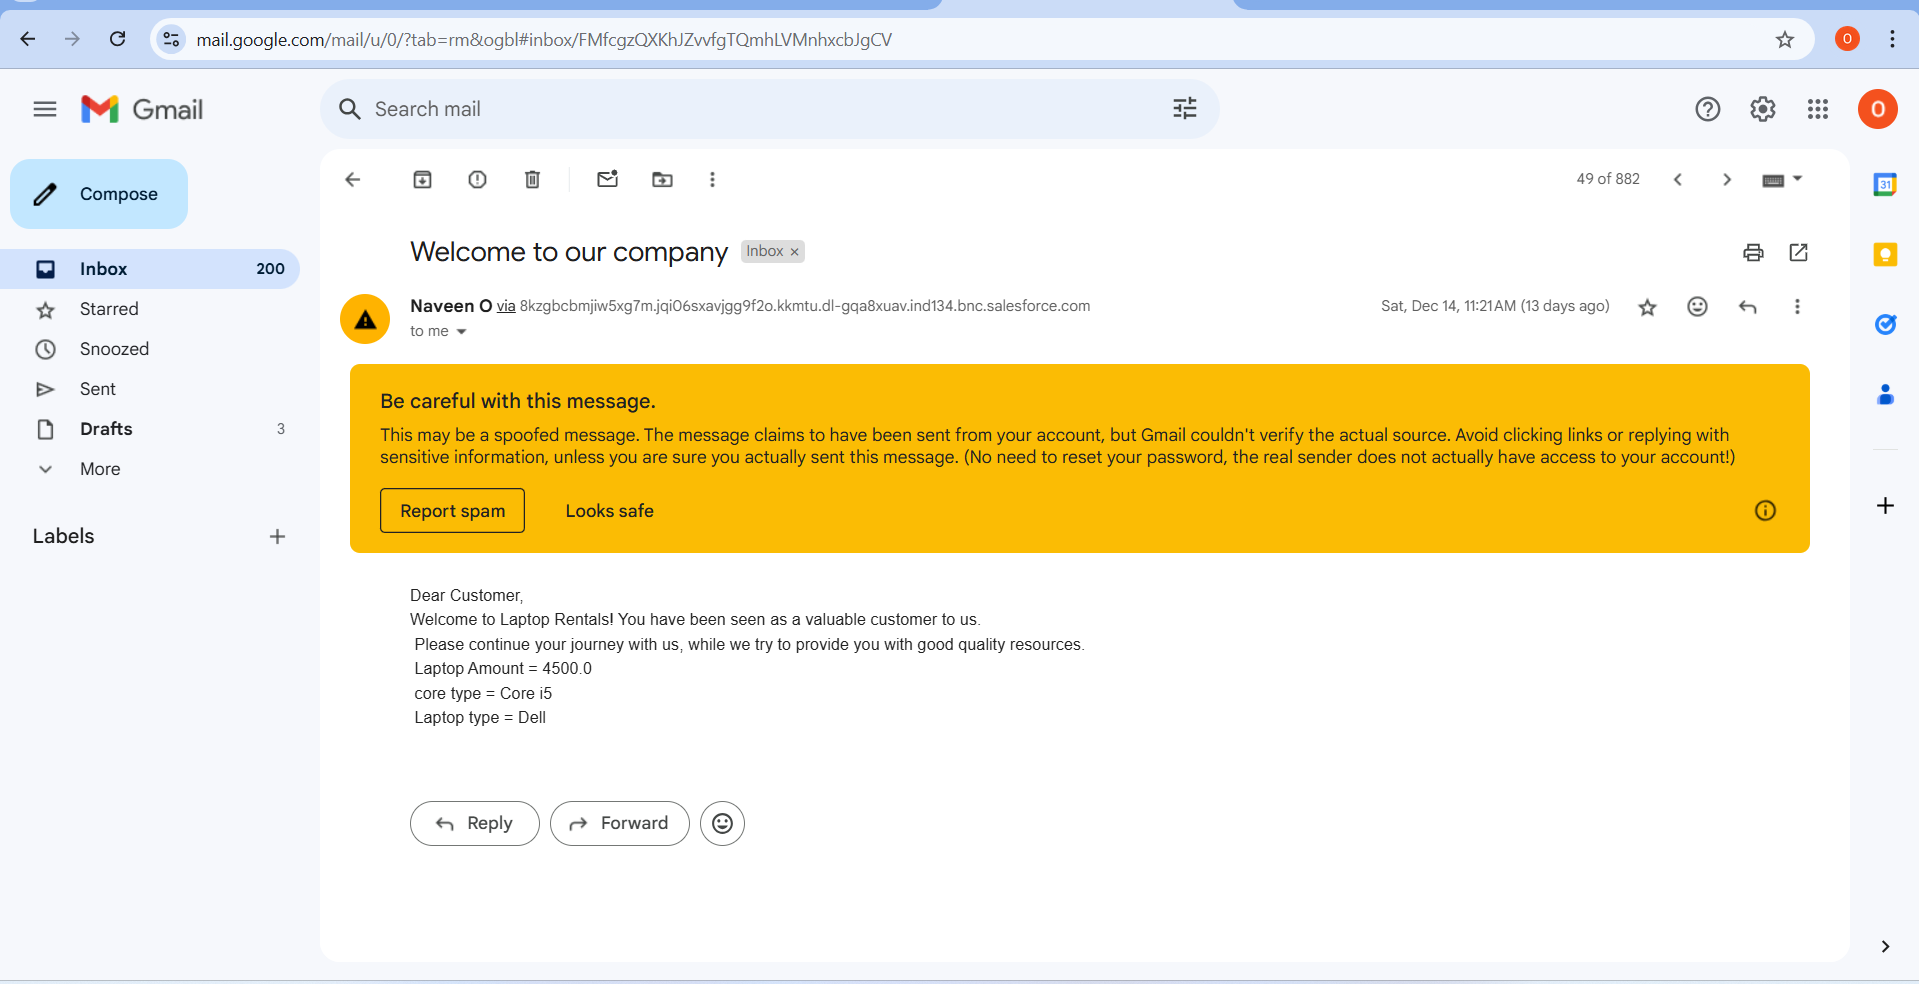 mail.google.com/mail/u/0/?tab=rm&ogbl#inbox/FMfcgzQXKhJZvvfgTQmhLVMnhxcbJgCV
O
Gmail
Search mail
O
Compose
49 of 882
31
Inbox 200
Starred
Snoozed
Sent
Drafts 3
More
Labels
Welcome to our company Inbox ×
Naveen O via 8kzgbcbmjiw5xg7m.jqi06sxavjgg9f2o.kkmtu.dl-gqa8xuav.ind134.bnc.salesforce.com Sat, Dec 14, 11:21 AM (13 days ago)
to me
Be careful with this message.
This may be a spoofed message. The message claims to have been sent from your account, but Gmail couldn't verify the actual source. Avoid clicking links or replying with
sensitive information, unless you are sure you actually sent this message. (No need to reset your password, the real sender does not actually have access to your account!)
Report spam Looks safe
Dear Customer,
Welcome to Laptop Rentals! You have been seen as a valuable customer to us.
Please continue your journey with us, while we try to provide you with good quality resources.
Laptop Amount = 4500.0
core type = Core i5
Laptop type = Dell
Reply Forward